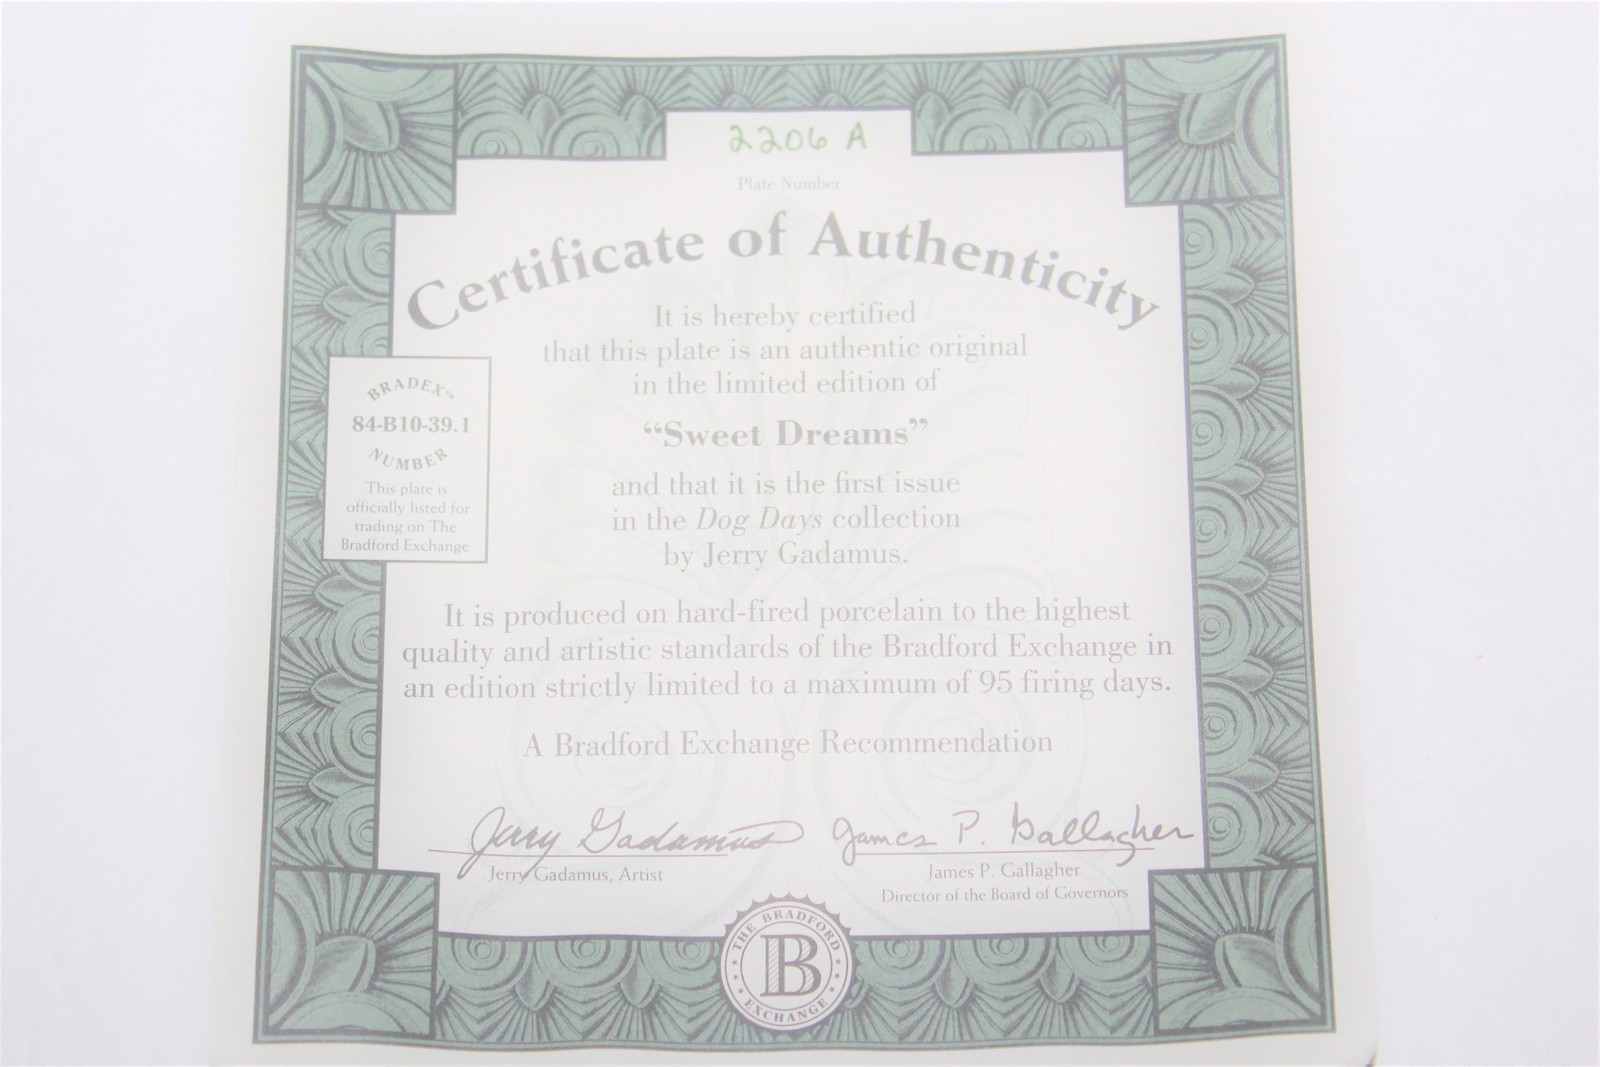 2206 A
Plate Number
Certificate of Authenticity
It is hereby certified
that this plate is an authentic original
in the limited edition of
“Sweet Dreams”
and that it is the first issue
in the Dog Days collection
by Jerry Gadamus.
BRADEX™
84-B10-39.1
NUMBER
This plate is
officially listed for
trading on The
Bradford Exchange
It is produced on hard-fired porcelain to the highest
quality and artistic standards of the Bradford Exchange in
an edition strictly limited to a maximum of 95 firing days.
A Bradford Exchange Recommendation
Jerry Gadamus
Jerry Gadamus, Artist
James P. Gallagher
James P. Gallagher
Director of the Board of Governors
THE BRADFORD
B
EXCHANGE